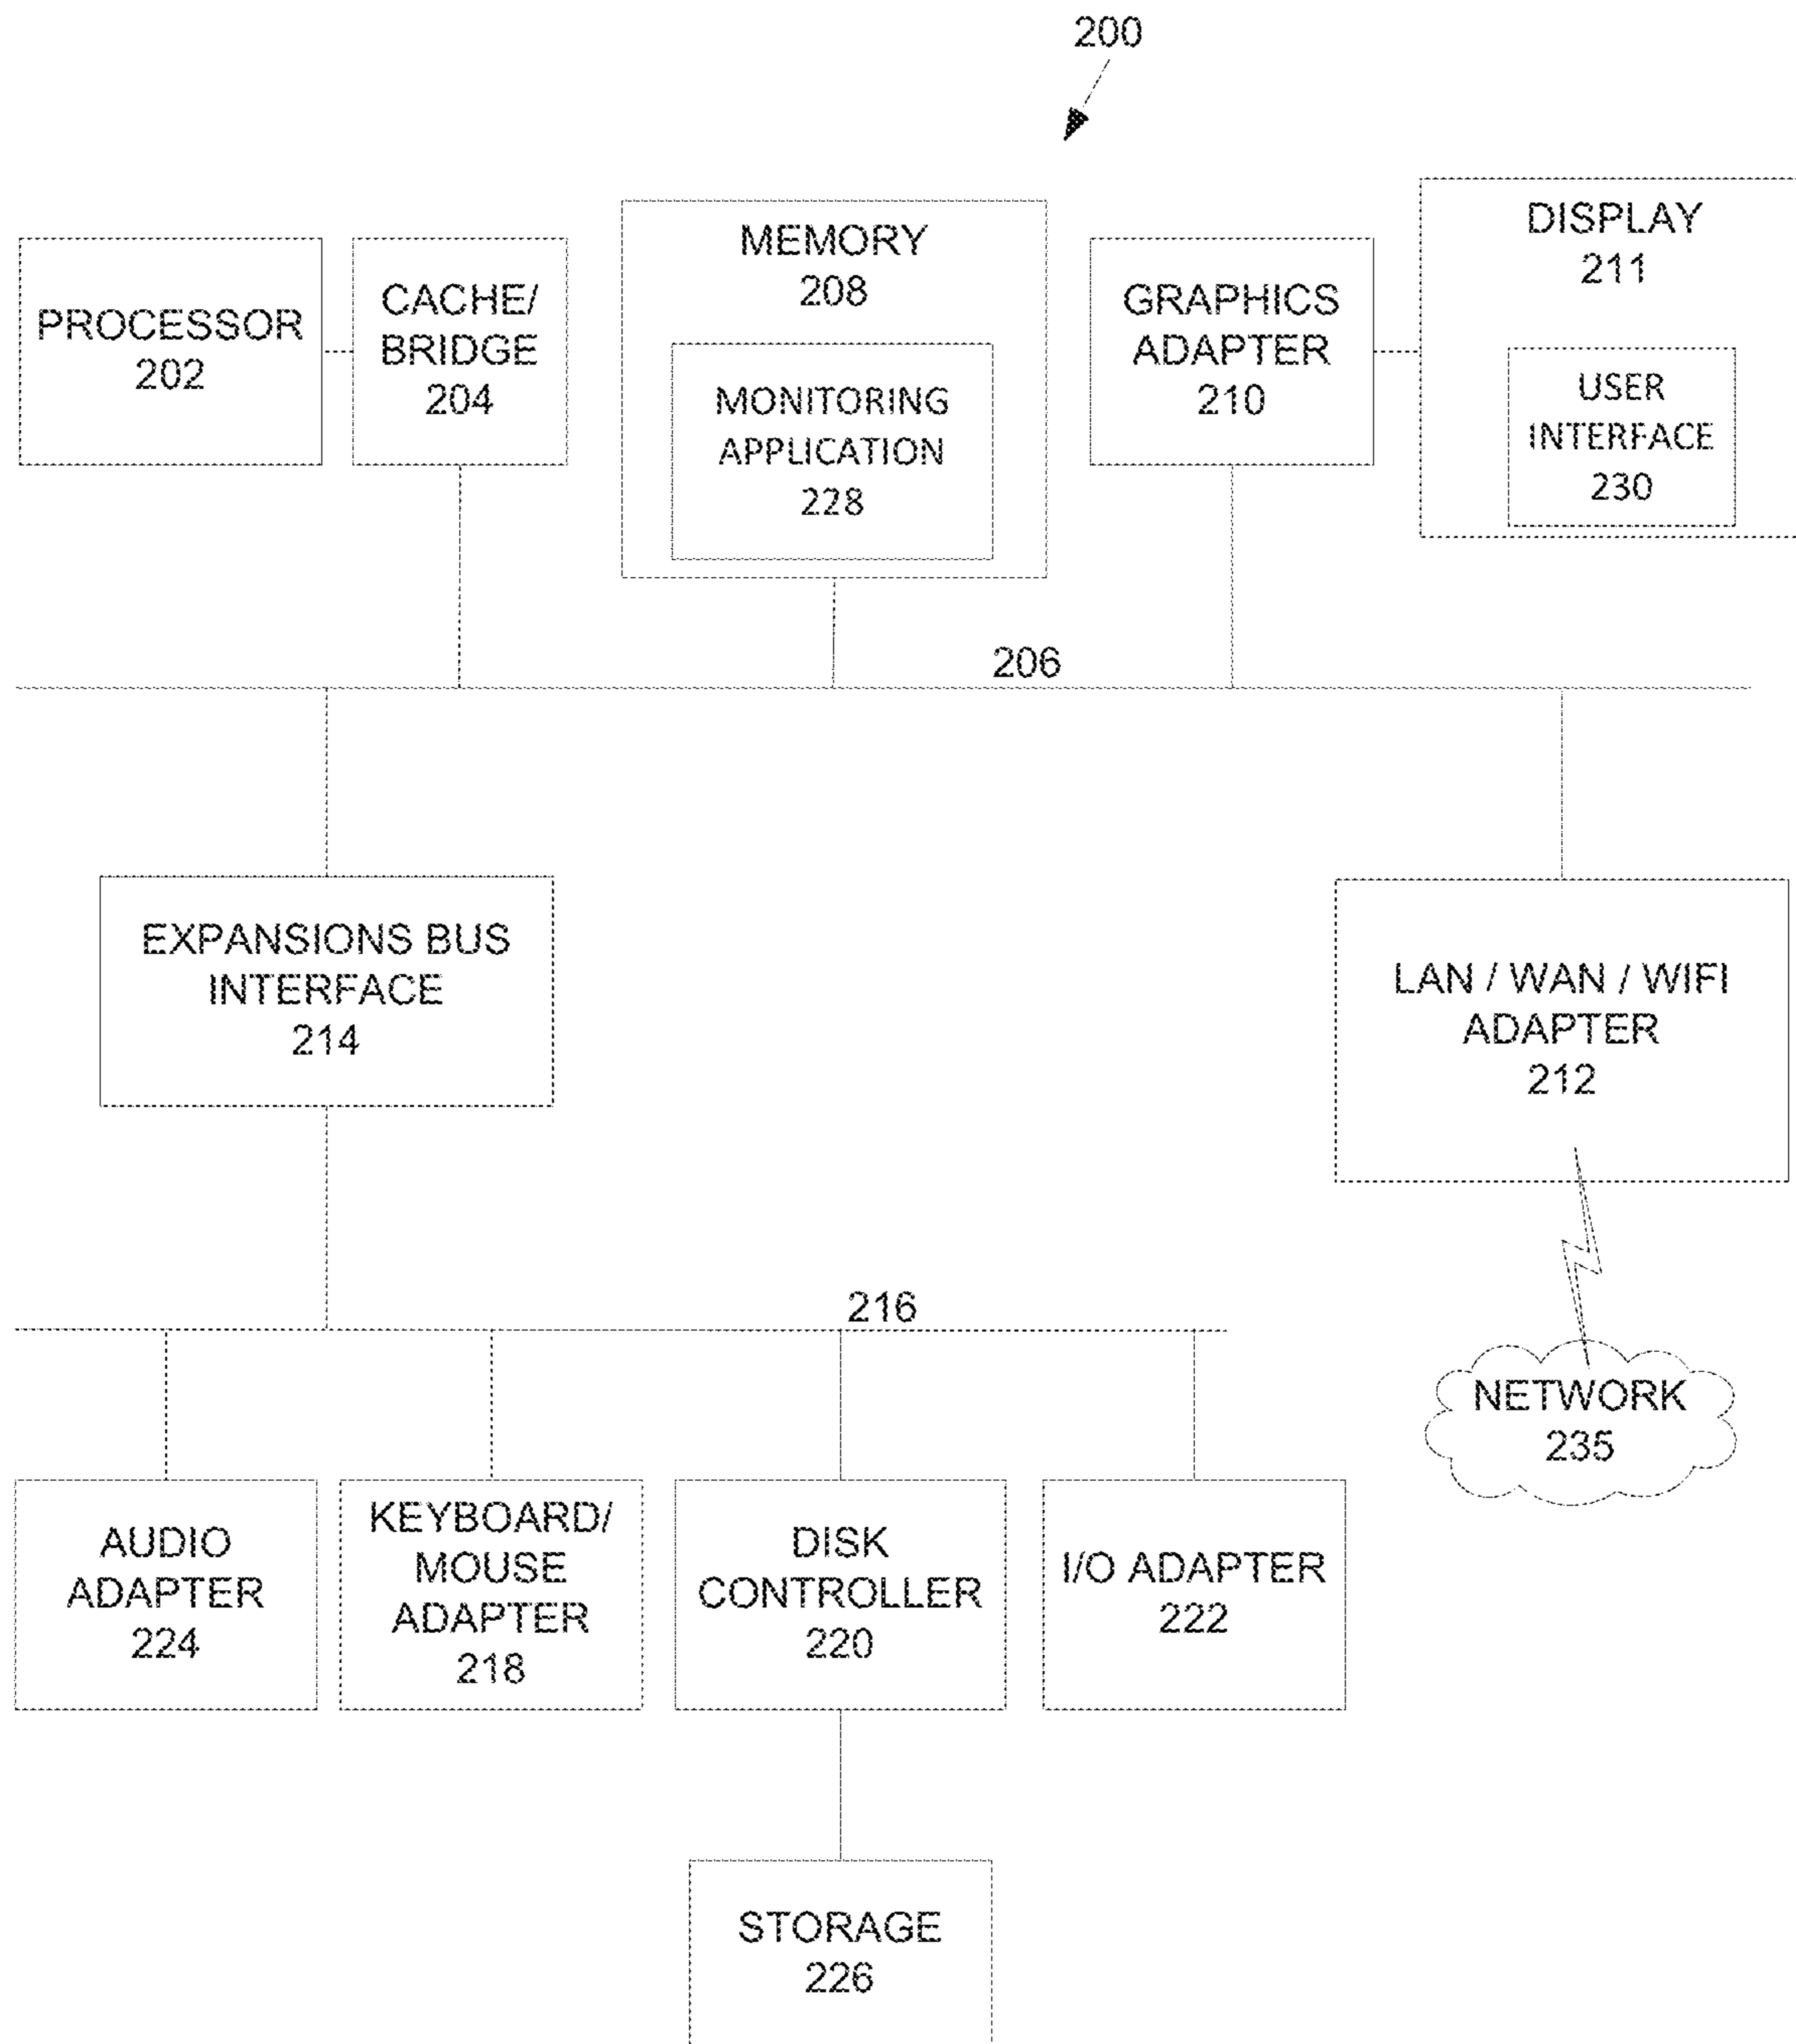 200
PROCESSOR
202
CACHE/
BRIDGE
204
MEMORY
208
MONITORING
APPLICATION
228
GRAPHICS
ADAPTER
210
DISPLAY
211
USER
INTERFACE
230
206
EXPANSIONS BUS
INTERFACE
214
LAN / WAN / WIFI
ADAPTER
212
216
NETWORK
235
AUDIO
ADAPTER
224
KEYBOARD/
MOUSE
ADAPTER
218
DISK
CONTROLLER
220
I/O ADAPTER
222
STORAGE
226